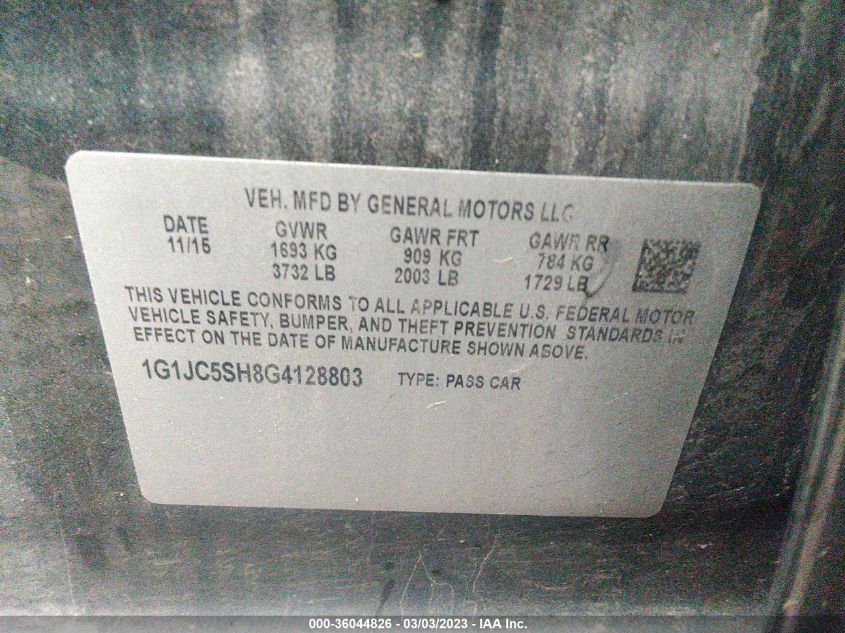 VEH. MFD BY GENERAL MOTORS LLC
DATE GVWR GAWR FRT GAWR RR
11/15 1693 KG 909 KG 784 KG
3732 LB 2003 LB 1729 LB
THIS VEHICLE CONFORMS TO ALL APPLICABLE U.S. FEDERAL MOTOR
VEHICLE SAFETY, BUMPER, AND THEFT PREVENTION STANDARDS IN
EFFECT ON THE DATE OF MANUFACTURE SHOWN ABOVE.
1G1JC5SH8G4128803 TYPE: PASS CAR
000-36044826 - 03/03/2023 - IAA Inc.